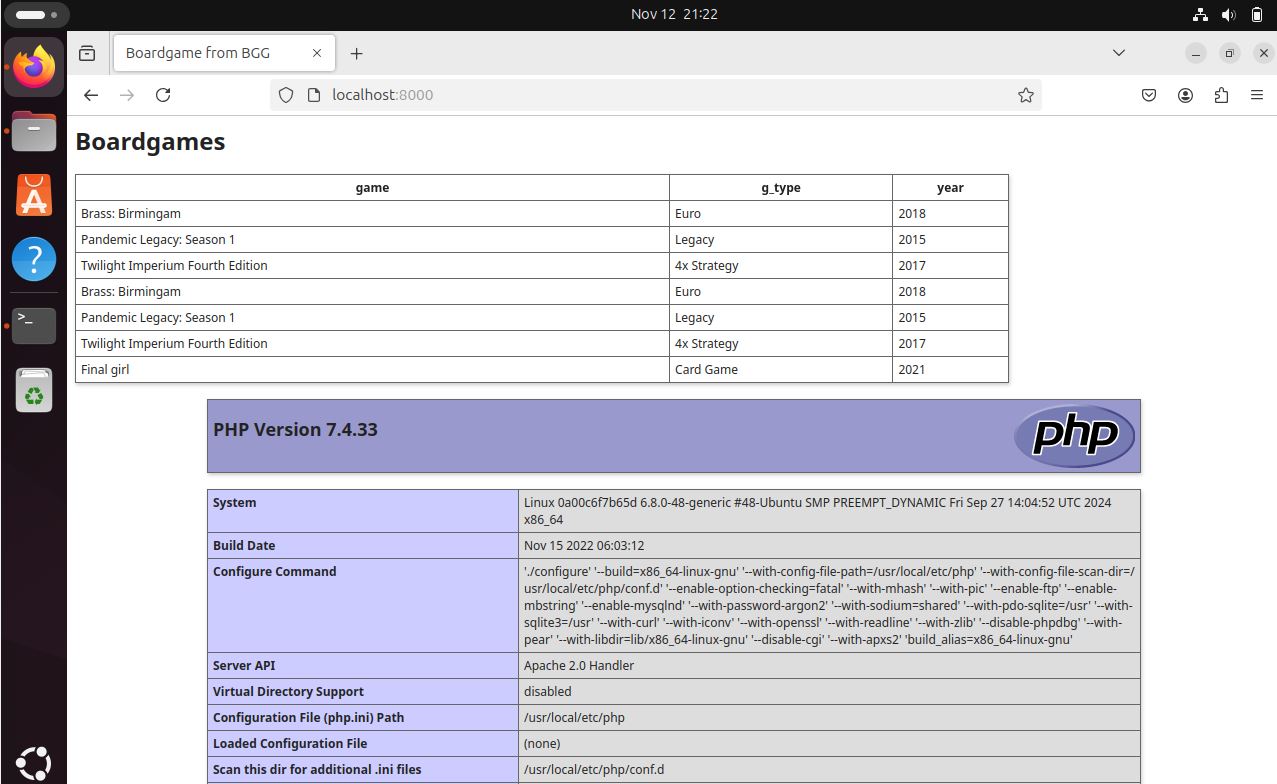 Nov 12 21:22
Boardgame from BGG
localhost:8000
Boardgames
game g_type year
Brass: Birmingam Euro 2018
Pandemic Legacy: Season 1 Legacy 2015
Twilight Imperium Fourth Edition 4x Strategy 2017
Brass: Birmingam Euro 2018
Pandemic Legacy: Season 1 Legacy 2015
Twilight Imperium Fourth Edition 4x Strategy 2017
Final girl Card Game 2021
PHP Version 7.4.33
php
System Linux 0a00c6f7b65d 6.8.0-48-generic #48-Ubuntu SMP PREEMPT_DYNAMIC Fri Sep 27 14:04:52 UTC 2024
x86_64
Build Date Nov 15 2022 06:03:12
Configure Command './configure' '--build=x86_64-linux-gnu' '--with-config-file-path=/usr/local/etc/php' '--with-config-file-scan-dir=/
usr/local/etc/php/conf.d' '--enable-option-checking=fatal' '--with-mhash' '--with-pic' '--enable-ftp' '--enable-
mbstring' '--enable-mysqlnd' '--with-password-argon2' '--with-sodium=shared' '--with-pdo-sqlite=/usr' '--with-
sqlite3=/usr' '--with-curl' '--with-iconv' '--with-openssl' '--with-readline' '--with-zlib' '--disable-phpdbg' '--with-
pear' '--with-libdir=lib/x86_64-linux-gnu' '--disable-cgi' '--with-apxs2' 'build_alias=x86_64-linux-gnu'
Server API Apache 2.0 Handler
Virtual Directory Support disabled
Configuration File (php.ini) Path /usr/local/etc/php
Loaded Configuration File (none)
Scan this dir for additional .ini files /usr/local/etc/php/conf.d